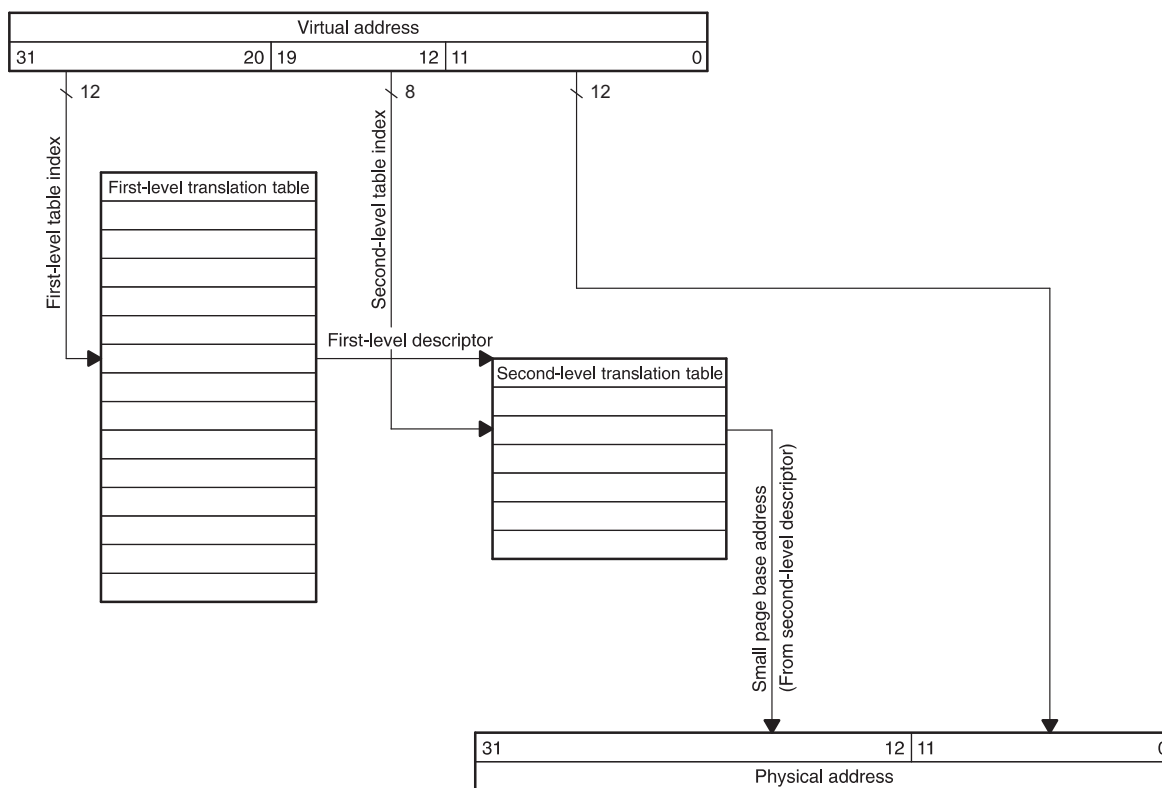 Virtual address
31 20 19 12 11 0
12 8 12
First-level table index
Second-level table index
First-level translation table
First-level descriptor
Second-level translation table
Small page base address
(From second-level descriptor)
31 12 11 0
Physical address